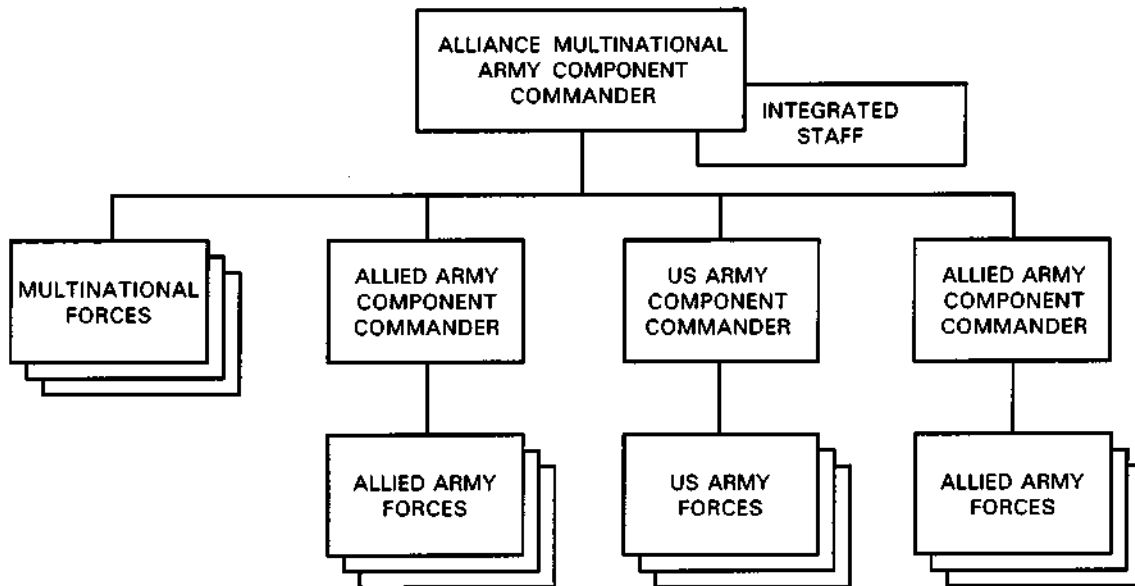 ALLIANCE MULTINATIONAL
ARMY COMPONENT
COMMANDER
INTEGRATED
STAFF
MULTINATIONAL
FORCES
ALLIED ARMY
COMPONENT
COMMANDER
US ARMY
COMPONENT
COMMANDER
ALLIED ARMY
COMPONENT
COMMANDER
ALLIED ARMY
FORCES
US ARMY
FORCES
ALLIED ARMY
FORCES